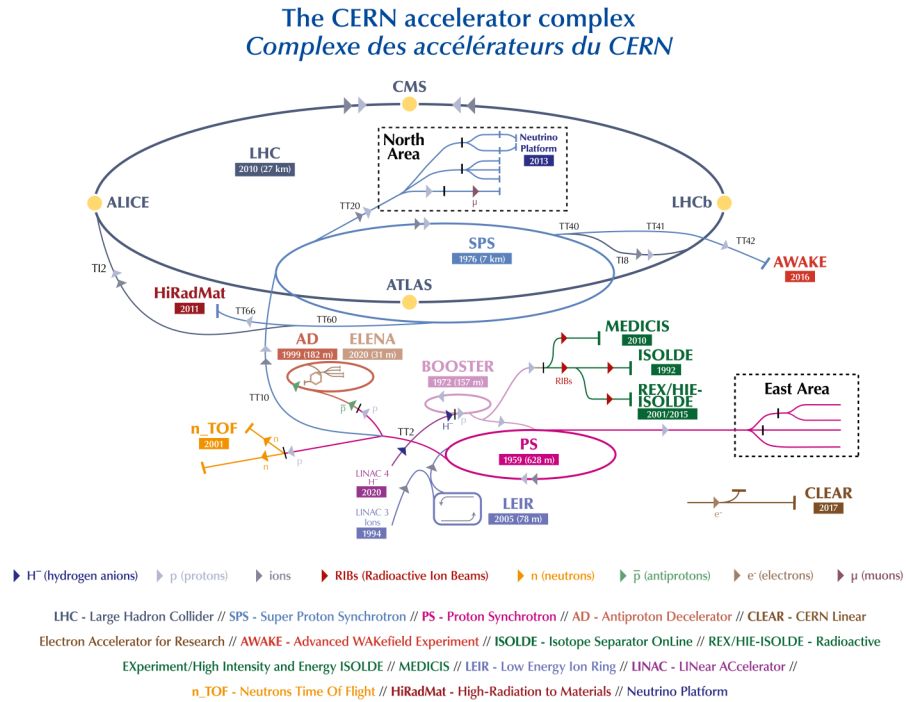 The CERN accelerator complex
Complexe des accélérateurs du CERN
CMS
North
Area
Neutrino
Platform
2013
μ
LHC
2010 (27 km)
ALICE
LHCb
TT20
TT40
TT41
TT42
SPS
1976 (7 km)
TI8
AWAKE
2016
TI2
ATLAS
HiRadMat
2011
TT66
TT60
AD
1999 (182 m)
ELENA
2020 (31 m)
BOOSTER
1972 (157 m)
MEDICIS
2010
ISOLDE
1992
RIBs
REX/HIE-
ISOLDE
2001/2015
East Area
TT10
p̅
p
H⁻
p
TT2
n_TOF
2001
n
n
p
PS
1959 (628 m)
LINAC 4
H⁻
2020
LINAC 3
Ions
1994
LEIR
2005 (78 m)
CLEAR
2017
e⁻
H⁻ (hydrogen anions)
p (protons)
ions
RIBs (Radioactive Ion Beams)
n (neutrons)
p̅ (antiprotons)
e⁻ (electrons)
μ (muons)
LHC - Large Hadron Collider // SPS - Super Proton Synchrotron // PS - Proton Synchrotron // AD - Antiproton Decelerator // CLEAR - CERN Linear
Electron Accelerator for Research // AWAKE - Advanced WAKefield Experiment // ISOLDE - Isotope Separator OnLine // REX/HIE-ISOLDE - Radioactive
EXperiment/High Intensity and Energy ISOLDE // MEDICIS // LEIR - Low Energy Ion Ring // LINAC - LINear ACcelerator //
n_TOF - Neutrons Time Of Flight // HiRadMat - High-Radiation to Materials // Neutrino Platform